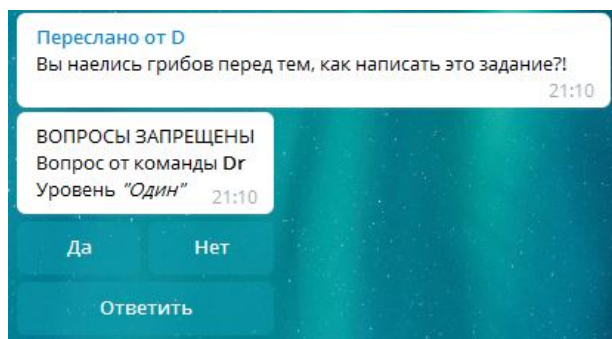 Переслано от D
Вы наелись грибов перед тем, как написать это задание?!
21:10
ВОПРОСЫ ЗАПРЕЩЕНЫ
Вопрос от команды Dr
Уровень "Один" 21:10
Да Нет
Ответить